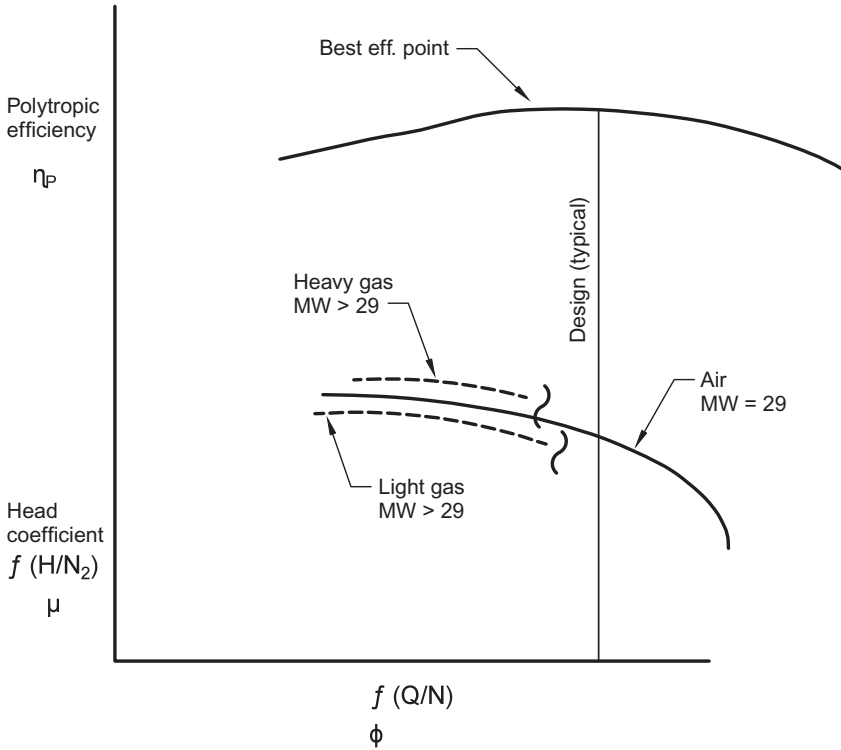 Best eff. point
Polytropic
efficiency
ηP
Design (typical)
Heavy gas
MW > 29
Air
MW = 29
Light gas
MW > 29
Head
coefficient
ƒ (H/N₂)
μ
ƒ (Q/N)
ϕ